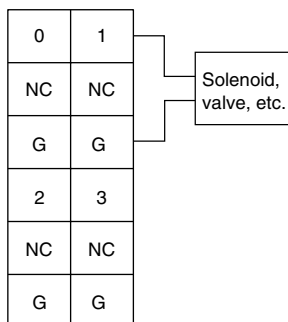 0 1
NC NC
G G
2 3
NC NC
G G
Solenoid,
valve, etc.